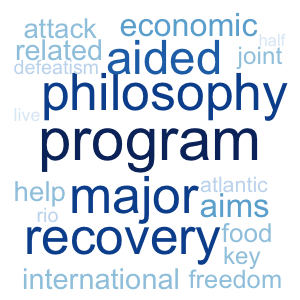 attack economic
related aided half
defeatism joint
philosophy
live
program
help major atlantic
rio aims
recovery food
key
international freedom